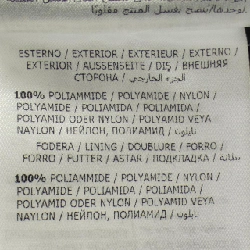 ESTERNO / EXTERIOR / EXTERIEUR / EXTERNO /
EXTERIOR / AUSSENSEITE / DIŞ / ВНЕШНЯЯ
СТОРОНА / الجزء الخارجي
100% POLIAMMIDE / POLYAMIDE / NYLON /
POLYAMIDE / POLIAMIDA / POLIAMIDA /
POLYAMID ODER NYLON / POLYAMID VEYA
NAYLON / НЕЙЛОН, ПОЛИАМИД / نايلون
FODERA / LINING / DOUBLURE / FORRO /
FORRO / FUTTER / ASTAR / ПОДКЛАДКА / بطانة
100% POLIAMMIDE / POLYAMIDE / NYLON /
POLYAMIDE / POLIAMIDA / POLIAMIDA /
POLYAMID ODER NYLON / POLYAMID VEYA
NAYLON / НЕЙЛОН, ПОЛИАМИД / نايلون